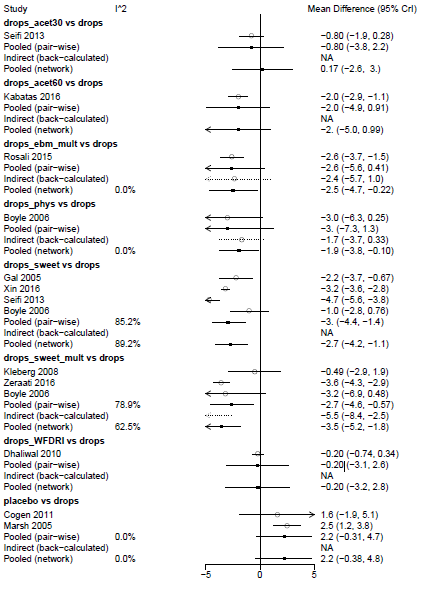 Study I^2 Mean Difference (95% CrI)
drops_acet30 vs drops
Seifi 2013 −0.80 (−1.9, 0.28)
Pooled (pair−wise) −0.80 (−3.8, 2.2)
Indirect (back−calculated) NA
Pooled (network) 0.17 (−2.6, 3.)
drops_acet60 vs drops
Kabatas 2016 −2.0 (−2.9, −1.1)
Pooled (pair−wise) −2.0 (−4.9, 0.91)
Indirect (back−calculated) NA
Pooled (network) −2. (−5.0, 0.99)
drops_ebm_mult vs drops
Rosali 2015 −2.6 (−3.7, −1.5)
Pooled (pair−wise) −2.6 (−5.6, 0.41)
Indirect (back−calculated) −2.4 (−5.7, 1.0)
Pooled (network) 0.0% −2.5 (−4.7, −0.22)
drops_phys vs drops
Boyle 2006 −3.0 (−6.3, 0.25)
Pooled (pair−wise) −3. (−7.3, 1.3)
Indirect (back−calculated) −1.7 (−3.7, 0.33)
Pooled (network) 0.0% −1.9 (−3.8, −0.10)
drops_sweet vs drops
Gal 2005 −2.2 (−3.7, −0.67)
Xin 2016 −3.2 (−3.6, −2.8)
Seifi 2013 −4.7 (−5.6, −3.8)
Boyle 2006 −1.0 (−2.8, 0.76)
Pooled (pair−wise) 85.2% −3. (−4.4, −1.4)
Indirect (back−calculated) NA
Pooled (network) 89.2% −2.7 (−4.2, −1.1)
drops_sweet_mult vs drops
Kleberg 2008 −0.49 (−2.9, 1.9)
Zeraati 2016 −3.6 (−4.3, −2.9)
Boyle 2006 −3.2 (−6.9, 0.48)
Pooled (pair−wise) 78.9% −2.7 (−4.6, −0.57)
Indirect (back−calculated) −5.5 (−8.4, −2.5)
Pooled (network) 62.5% −3.5 (−5.2, −1.8)
drops_WFDRI vs drops
Dhaliwal 2010 −0.20 (−0.74, 0.34)
Pooled (pair−wise) −0.20 (−3.1, 2.6)
Indirect (back−calculated) NA
Pooled (network) −0.20 (−3.2, 2.8)
placebo vs drops
Cogen 2011 1.6 (−1.9, 5.1)
Marsh 2005 2.5 (1.2, 3.8)
Pooled (pair−wise) 0.0% 2.2 (−0.31, 4.7)
Indirect (back−calculated) NA
Pooled (network) 0.0% 2.2 (−0.38, 4.8)
−5 0 5